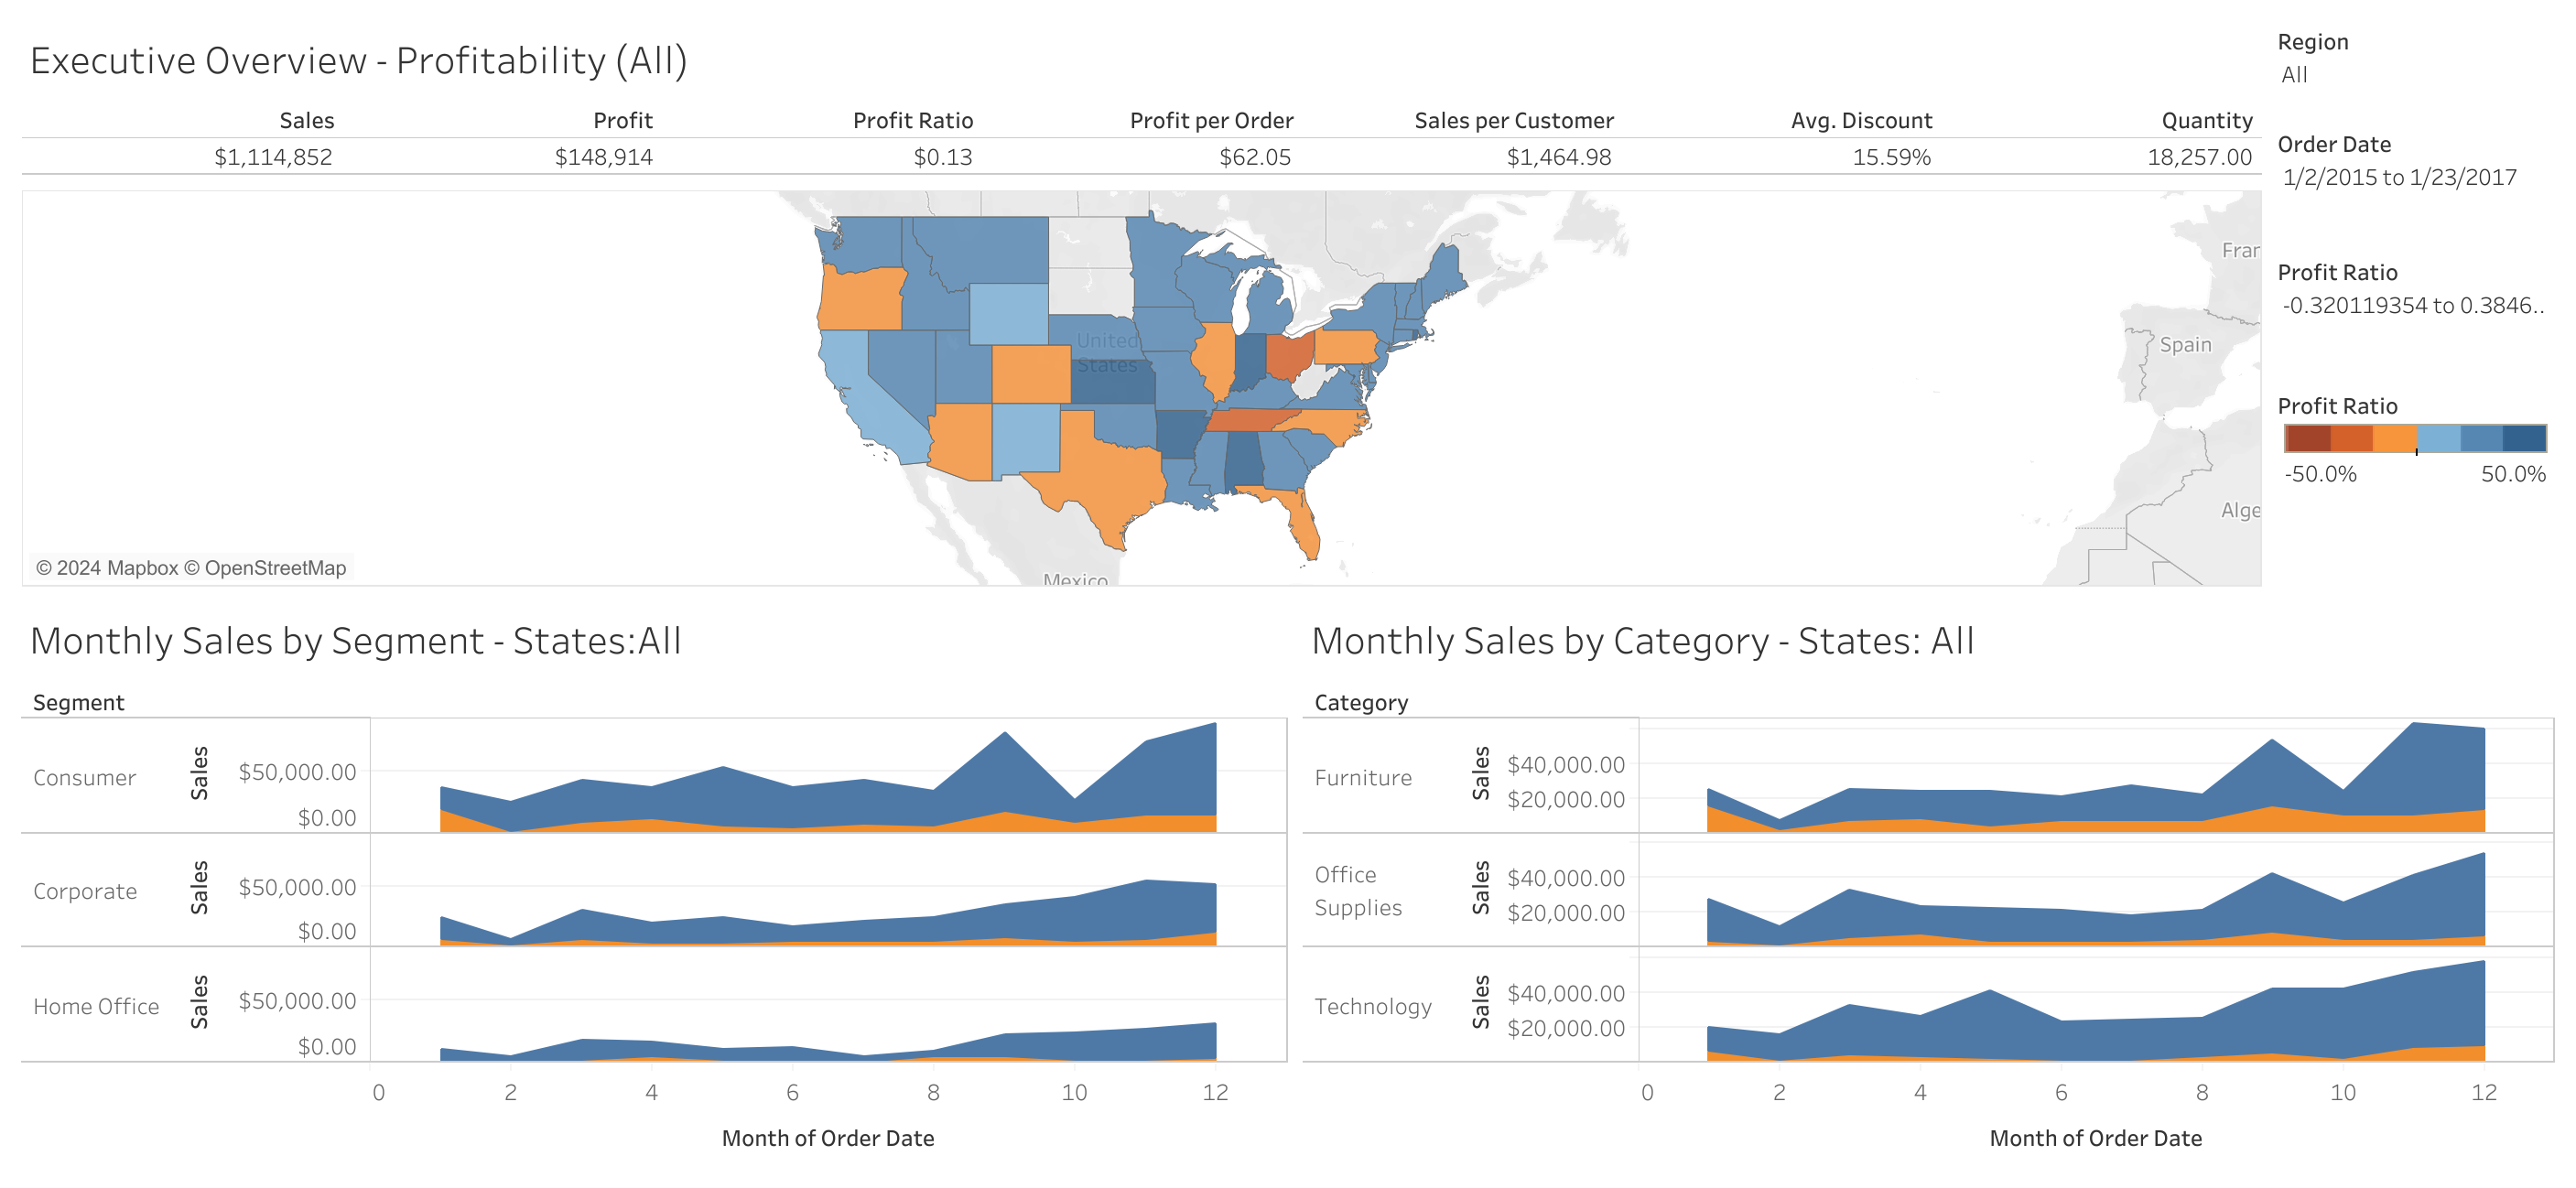 Executive Overview - Profitability (All)
Region
All
Sales Profit Profit Ratio Profit per Order Sales per Customer Avg. Discount Quantity
$1,114,852 $148,914 $0.13 $62.05 $1,464.98 15.59% 18,257.00
Order Date
1/2/2015 to 1/23/2017
Profit Ratio
-0.320119354 to 0.3846..
Profit Ratio
-50.0% 50.0%
United
States
Mexico
Fran
Spain
Alge
© 2024 Mapbox © OpenStreetMap
Monthly Sales by Segment - States:All
Segment
Consumer
Sales
$50,000.00
$0.00
Corporate
Sales
$50,000.00
$0.00
Home Office
Sales
$50,000.00
$0.00
0 2 4 6 8 10 12
Month of Order Date
Monthly Sales by Category - States: All
Category
Furniture
Sales
$40,000.00
$20,000.00
Office
Supplies
Sales
$40,000.00
$20,000.00
Technology
Sales
$40,000.00
$20,000.00
0 2 4 6 8 10 12
Month of Order Date